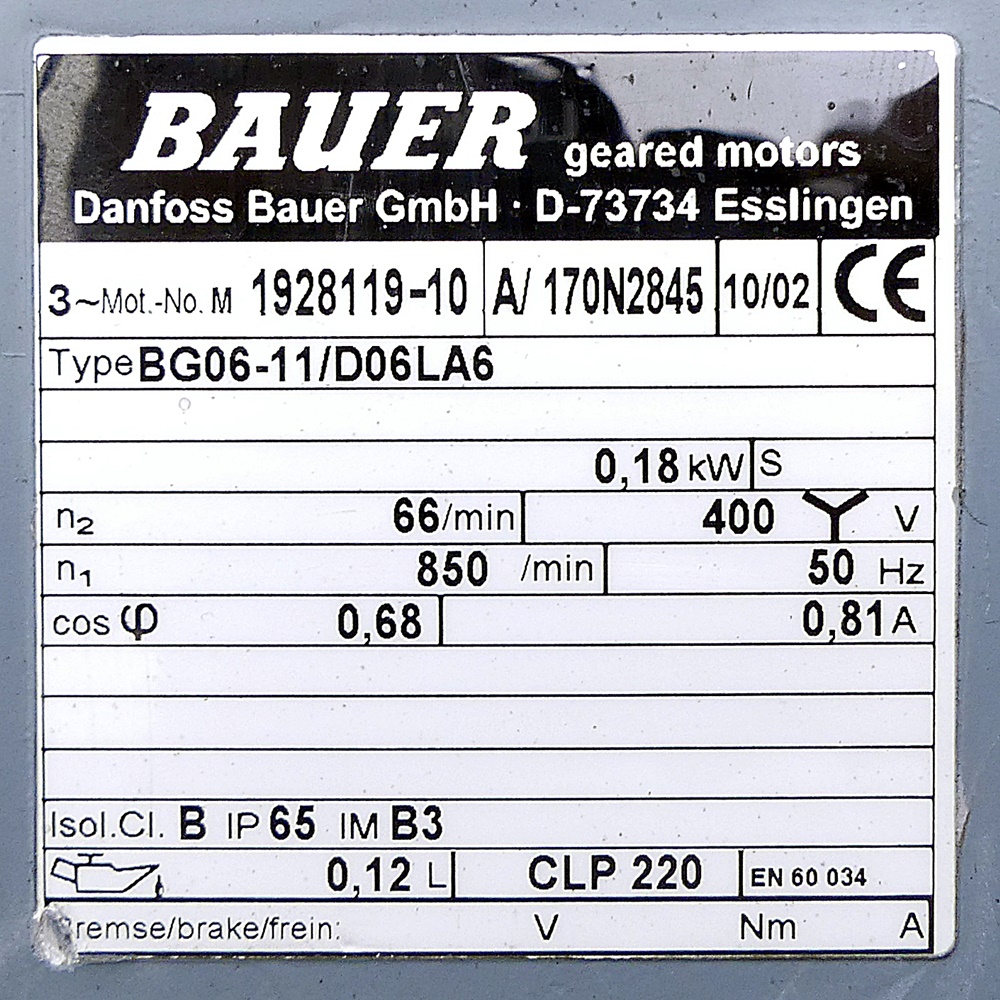 BAUER geared motors
Danfoss Bauer GmbH · D-73734 Esslingen
3~Mot.-No. M 1928119-10 A/ 170N2845 10/02 CE
Type BG06-11/D06LA6
0,18 kW S
n₂ 66/min 400 V
n₁ 850 /min 50 Hz
cos φ 0,68 0,81 A
Isol.Cl. B IP 65 IM B3
0,12 L CLP 220 EN 60 034
Bremse/brake/frein: V Nm A